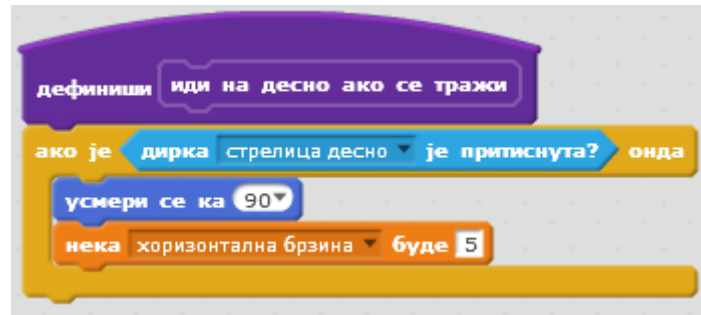 дефиниши иди на десно ако се тражи
ако је дирка стрелица десно је притиснута? онда
усмери се ка 90
нека хоризонтална брзина буде 5